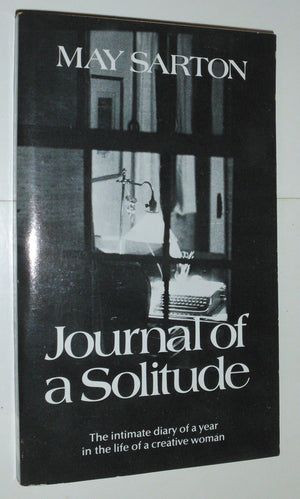 MAY SARTON
Journal of
a Solitude
The intimate diary of a year
in the life of a creative woman